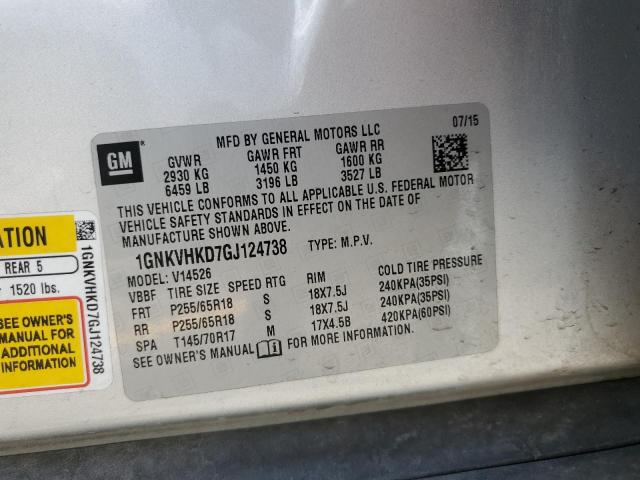 GM
MFD BY GENERAL MOTORS LLC
07/15
GVWR GAWR FRT GAWR RR
2930 KG 1450 KG 1600 KG
6459 LB 3196 LB 3527 LB
THIS VEHICLE CONFORMS TO ALL APPLICABLE U.S. FEDERAL MOTOR
VEHICLE SAFETY STANDARDS IN EFFECT ON THE DATE OF
MANUFACTURE SHOWN ABOVE.
1GNKVHKD7GJ124738 TYPE: M.P.V.
MODEL: V14526
VBBF TIRE SIZE SPEED RTG RIM COLD TIRE PRESSURE
FRT P255/65R18 S 18X7.5J 240KPA(35PSI)
RR P255/65R18 S 18X7.5J 240KPA(35PSI)
SPA T145/70R17 M 17X4.5B 420KPA(60PSI)
SEE OWNER'S MANUAL FOR MORE INFORMATION.
ATION
REAR 5
1520 lbs.
SEE OWNER'S
MANUAL FOR
ADDITIONAL
INFORMATION
1GNKVHKD7GJ124738